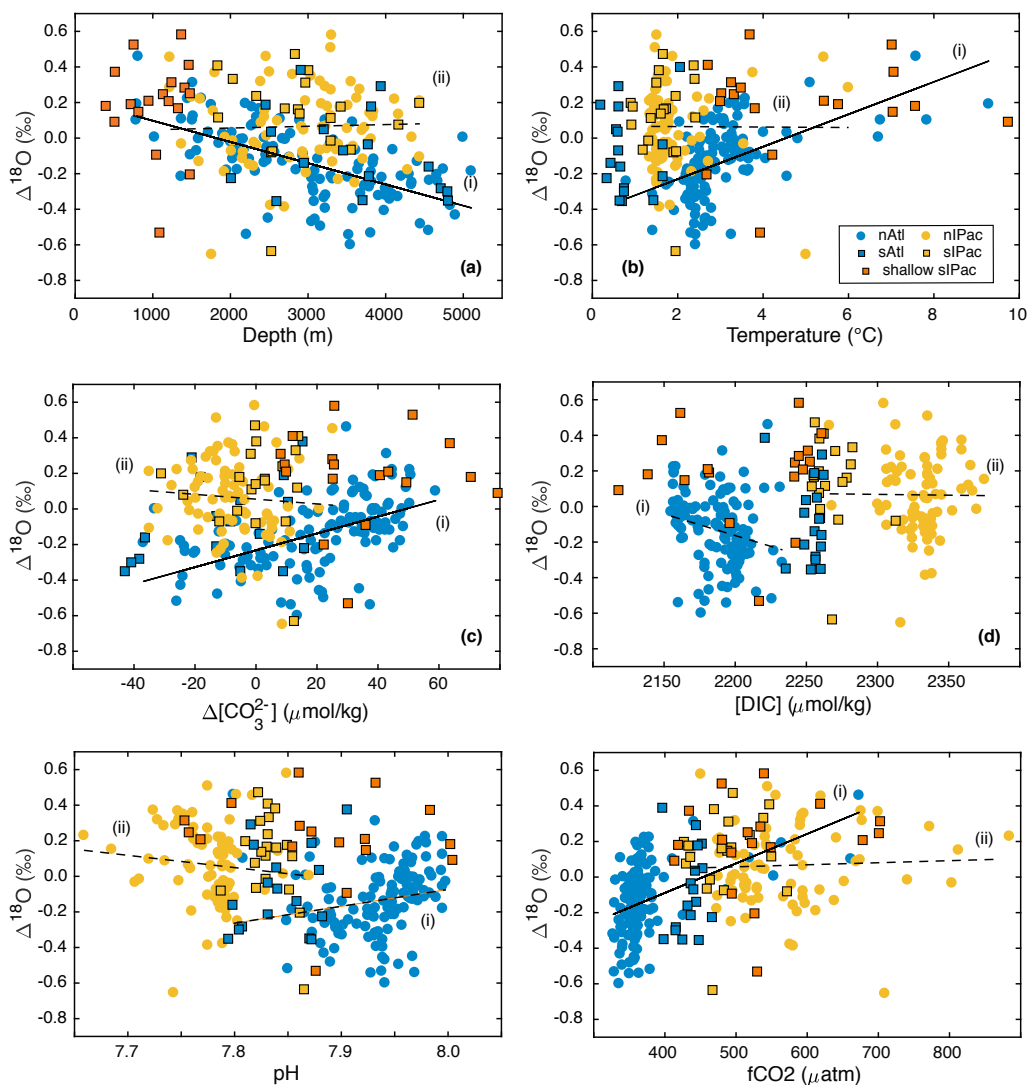 0.6
0.4
0.2
0.0
-0.2
-0.4
-0.6
-0.8
Δ18O (‰)
(ii)
(i)
(a)
0 1000 2000 3000 4000 5000
Depth (m)
0.6
0.4
0.2
0.0
-0.2
-0.4
-0.6
-0.8
Δ18O (‰)
(i)
(ii)
nAtl nIPac
sAtl sIPac
shallow sIPac
(b)
0 2 4 6 8 10
Temperature (°C)
0.6
0.4
0.2
0.0
-0.2
-0.4
-0.6
0.8
Δ18O (‰)
(ii)
(i)
(c)
-40 -20 0 20 40 60
Δ[CO32-] (μmol/kg)
0.6
0.4
0.2
0.0
-0.2
-0.4
-0.6
0.8
Δ18O (‰)
(i)
(ii)
(d)
2150 2200 2250 2300 2350
[DIC] (μmol/kg)
0.6
0.4
0.2
0.0
-0.2
-0.4
-0.6
-0.8
Δ18O (‰)
(ii)
(i)
7.7 7.8 7.9 8.0
pH
0.6
0.4
0.2
0.0
-0.2
-0.4
-0.6
-0.8
Δ18O (‰)
(i)
(ii)
400 500 600 700 800
fCO2 (μatm)